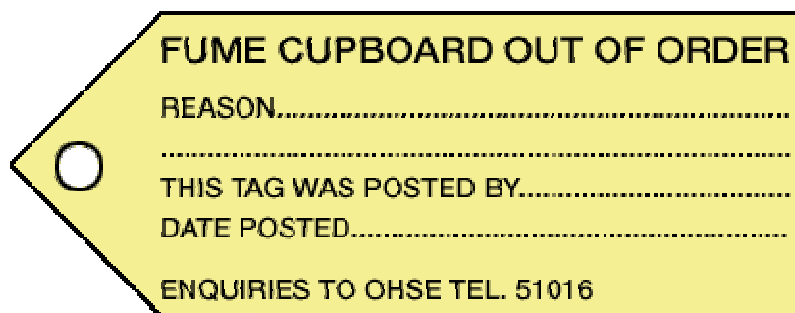 FUME CUPBOARD OUT OF ORDER
REASON................................................................
................................................................................
THIS TAG WAS POSTED BY..................................
DATE POSTED.......................................................
ENQUIRIES TO OHSE TEL. 51016